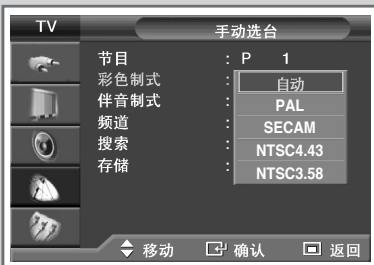 TV 手动选台
节目 : P 1
彩色制式 : 自动
伴音制式 : PAL
频道 : SECAM
搜索 : NTSC4.43
存储 : NTSC3.58
移动 确认 返回